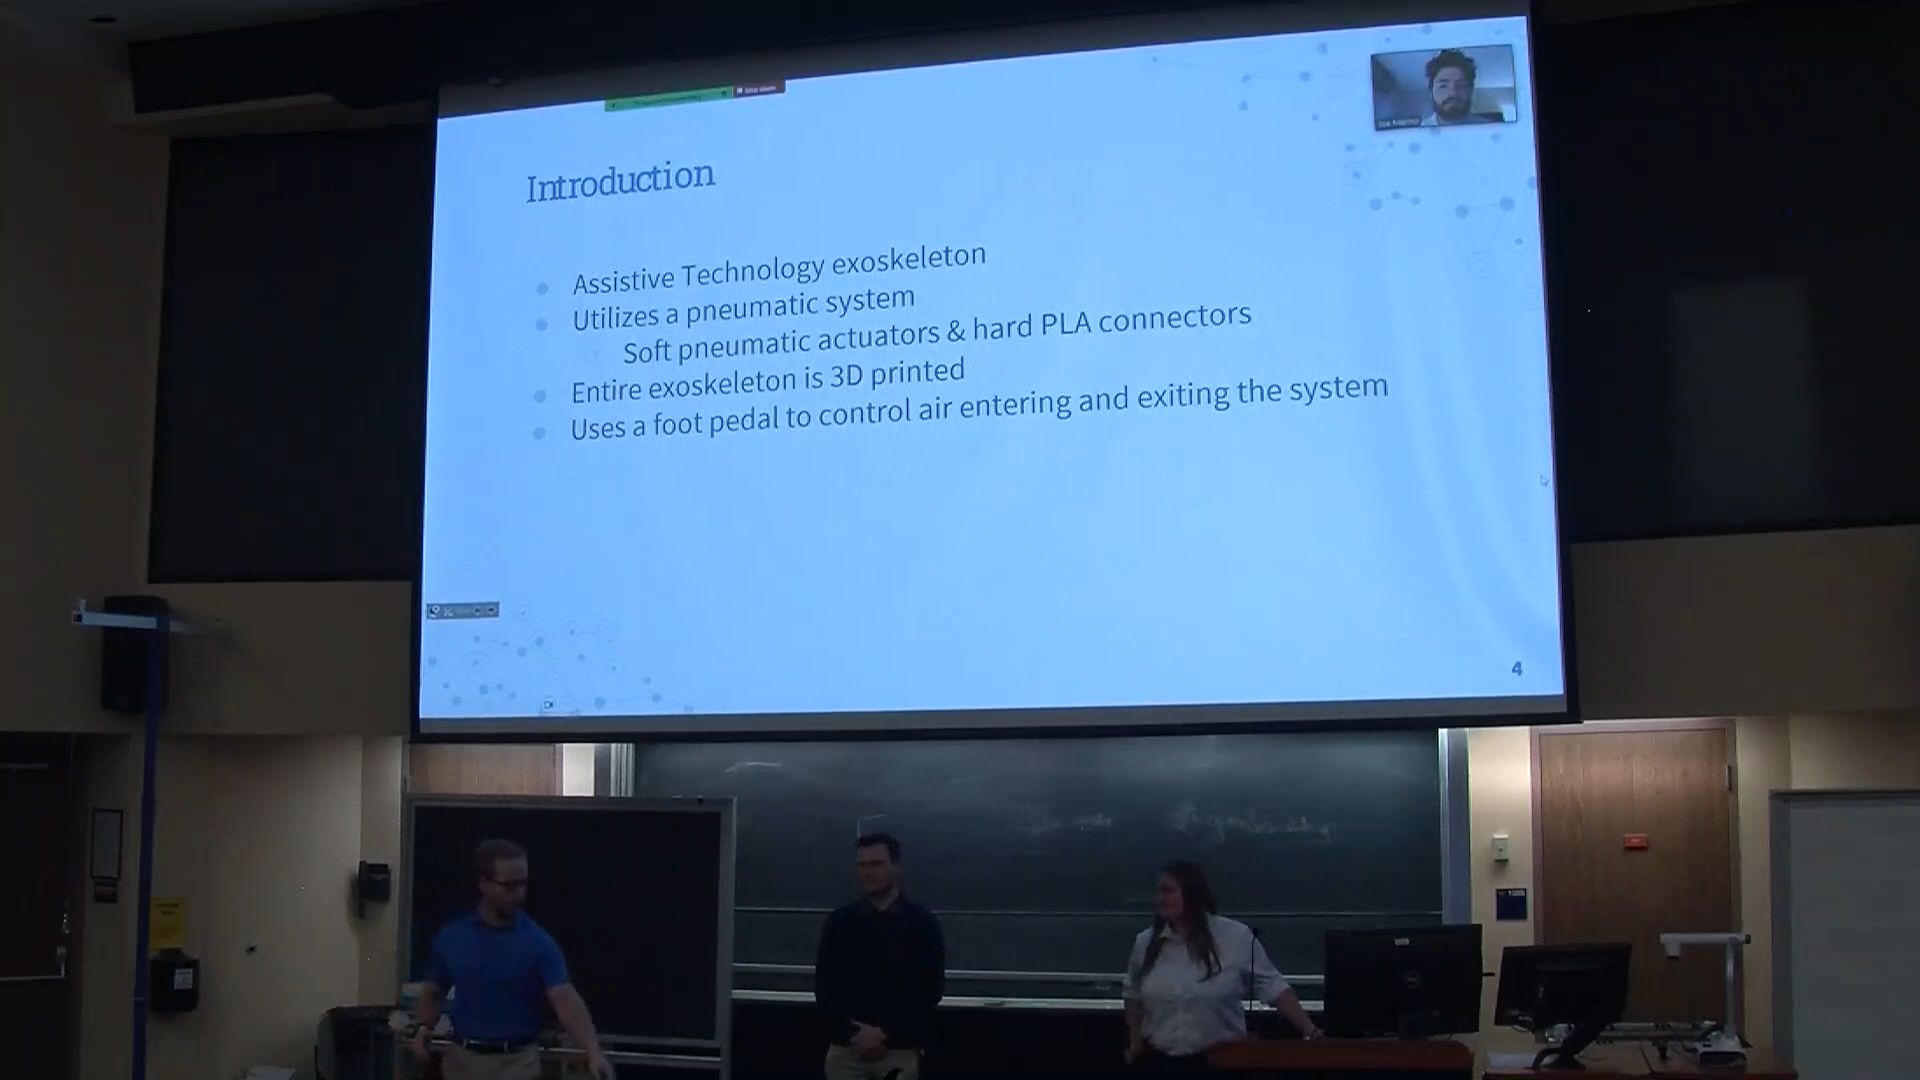 Introduction
Assistive Technology exoskeleton
Utilizes a pneumatic system
Soft pneumatic actuators & hard PLA connectors
Entire exoskeleton is 3D printed
Uses a foot pedal to control air entering and exiting the system
4